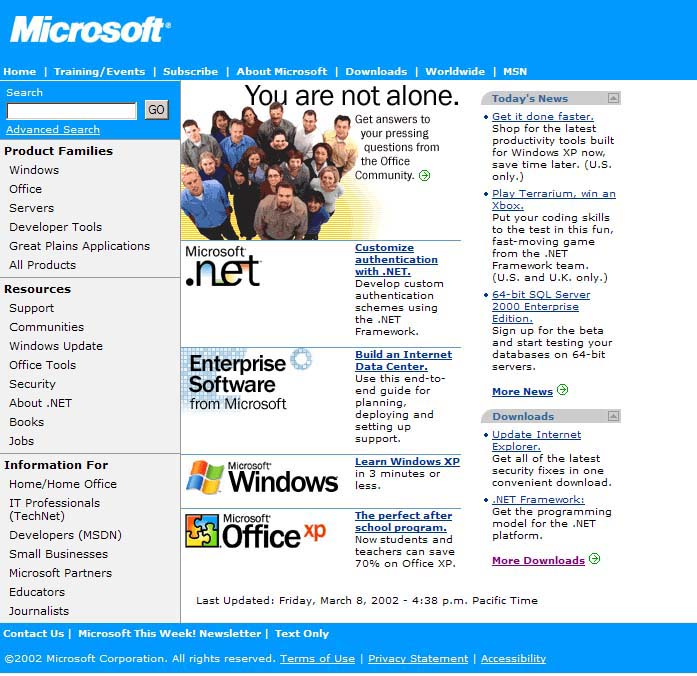 Microsoft®
Home | Training/Events | Subscribe | About Microsoft | Downloads | Worldwide | MSN
Search
GO
Advanced Search
Product Families
Windows
Office
Servers
Developer Tools
Great Plains Applications
All Products
Resources
Support
Communities
Windows Update
Office Tools
Security
About .NET
Books
Jobs
Information For
Home/Home Office
IT Professionals
(TechNet)
Developers (MSDN)
Small Businesses
Microsoft Partners
Educators
Journalists
You are not alone.
Get answers to
your pressing
questions from
the Office
Community.
Microsoft®
.net™
Customize
authentication
with .NET.
Develop custom
authentication
schemes using
the .NET
Framework.
Enterprise
Software
from Microsoft
Build an Internet
Data Center.
Use this end-to-
end guide for
planning,
deploying and
setting up
support.
Microsoft®
Windows
Learn Windows XP
in 3 minutes or
less.
Microsoft®
Office xp
The perfect after
school program.
Now students and
teachers can save
70% on Office XP.
Last Updated: Friday, March 8, 2002 - 4:38 p.m. Pacific Time
Today's News
Get it done faster.
Shop for the latest
productivity tools built
for Windows XP now,
save time later. (U.S.
only.)
Play Terrarium, win an
Xbox.
Put your coding skills
to the test in this fun,
fast-moving game
from the .NET
Framework team.
(U.S. and U.K. only.)
64-bit SQL Server
2000 Enterprise
Edition.
Sign up for the beta
and start testing your
databases on 64-bit
servers.
More News
Downloads
Update Internet
Explorer.
Get all of the latest
security fixes in one
convenient download.
.NET Framework:
Get the programming
model for the .NET
platform.
More Downloads
Contact Us | Microsoft This Week! Newsletter | Text Only
©2002 Microsoft Corporation. All rights reserved. Terms of Use | Privacy Statement | Accessibility